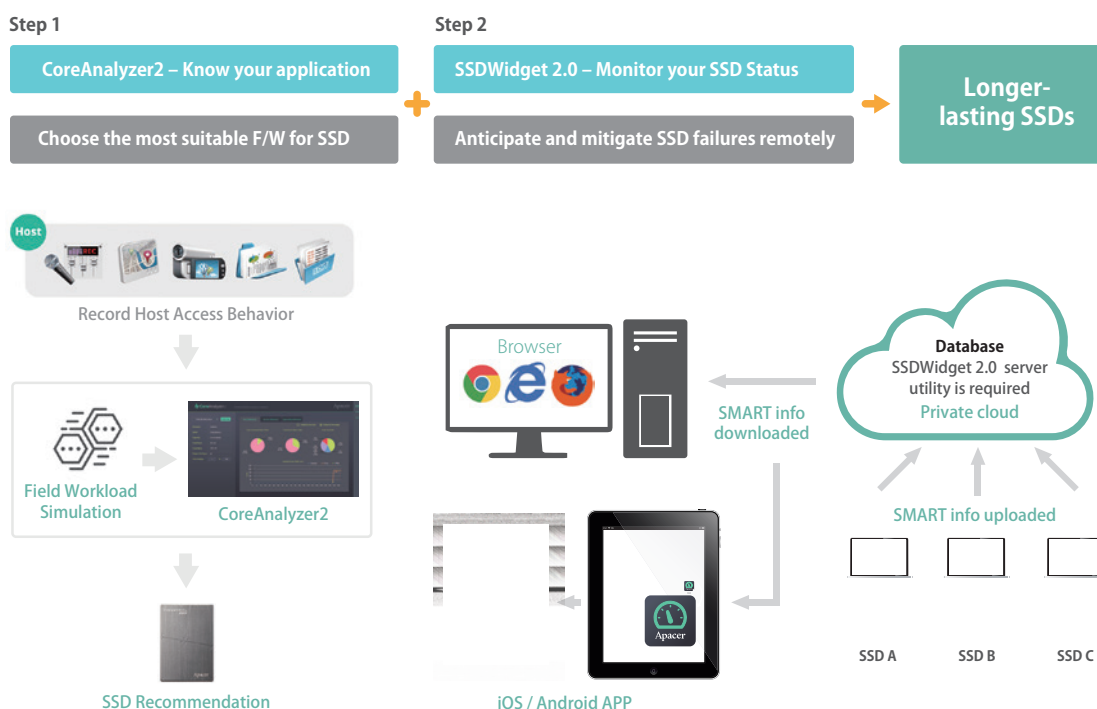 Step 1
Step 2
CoreAnalyzer2 – Know your application
Choose the most suitable F/W for SSD
SSDWidget 2.0 – Monitor your SSD Status
Anticipate and mitigate SSD failures remotely
Longer-
lasting SSDs
Host
Record Host Access Behavior
Field Workload
Simulation
CoreAnalyzer2
SSD Recommendation
Browser
SMART info
downloaded
Apacer
iOS / Android APP
Database
SSDWidget 2.0 server
utility is required
Private cloud
SMART info uploaded
SSD A
SSD B
SSD C